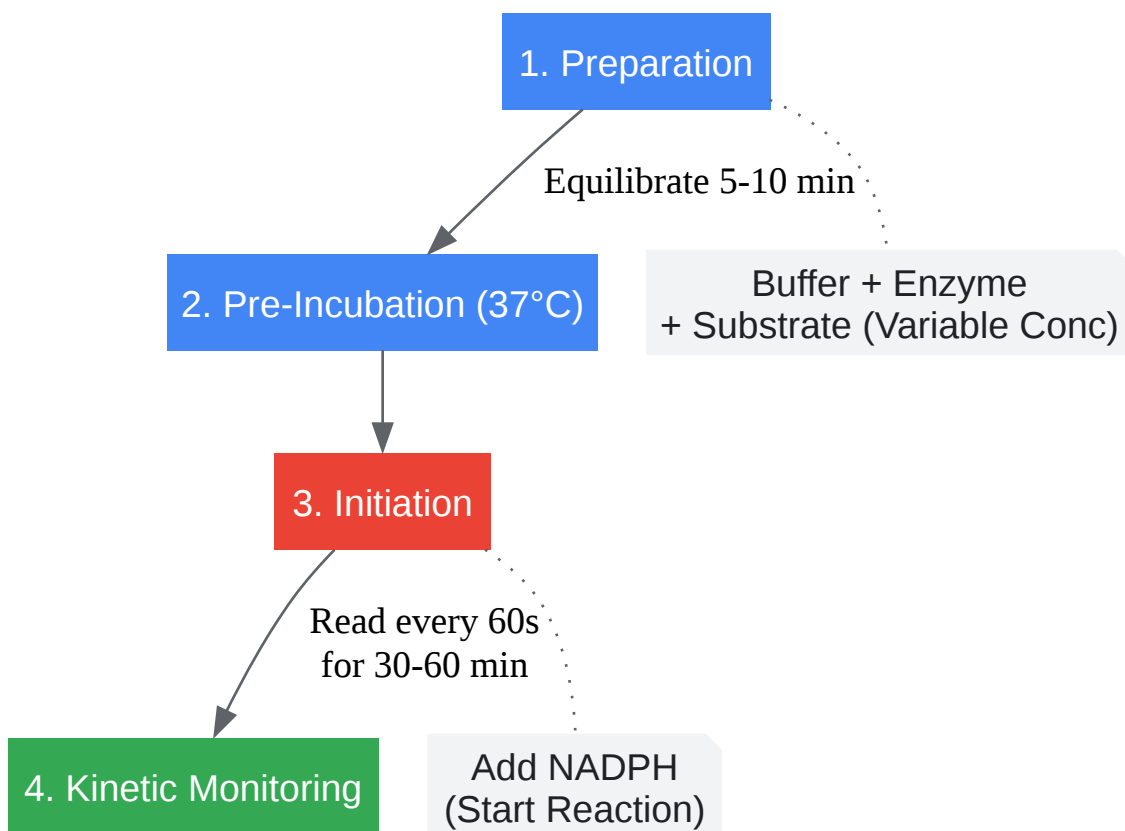 1. Preparation
Equilibrate 5-10 min
Buffer + Enzyme
+ Substrate (Variable Conc)
2. Pre-Incubation (37°C)
3. Initiation
Read every 60s
for 30-60 min
Add NADPH
(Start Reaction)
4. Kinetic Monitoring